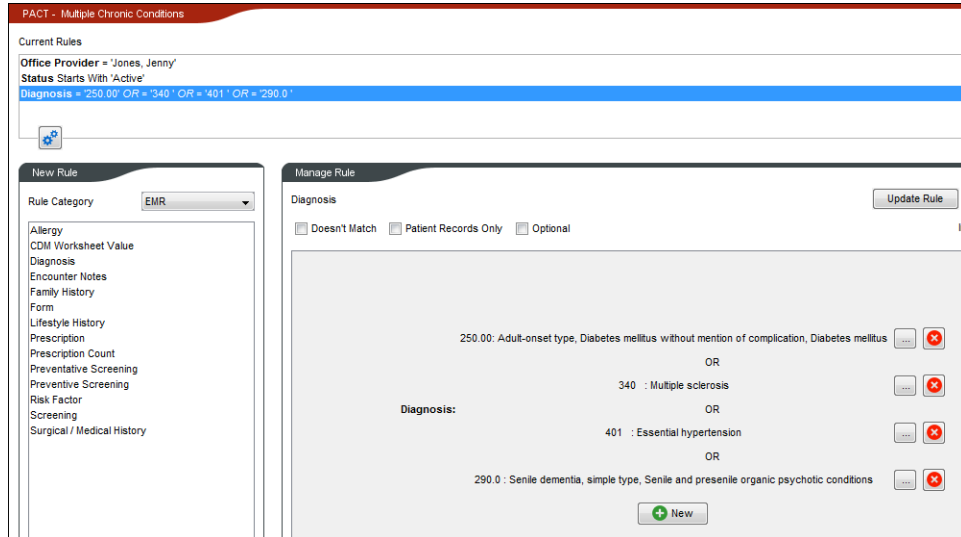 PACT - Multiple Chronic Conditions
Current Rules
Office Provider = 'Jones, Jenny'
Status Starts With 'Active'
Diagnosis = '250.00' OR = '340 ' OR = '401 ' OR = '290.0 '
New Rule
Rule Category EMR
Allergy
CDM Worksheet Value
Diagnosis
Encounter Notes
Family History
Form
Lifestyle History
Prescription
Prescription Count
Preventative Screening
Preventive Screening
Risk Factor
Screening
Surgical / Medical History
Manage Rule
Diagnosis Update Rule
Doesn't Match Patient Records Only Optional
250.00: Adult-onset type, Diabetes mellitus without mention of complication, Diabetes mellitus ...
OR
340 : Multiple sclerosis ...
Diagnosis: OR
401 : Essential hypertension ...
OR
290.0 : Senile dementia, simple type, Senile and presenile organic psychotic conditions ...
New